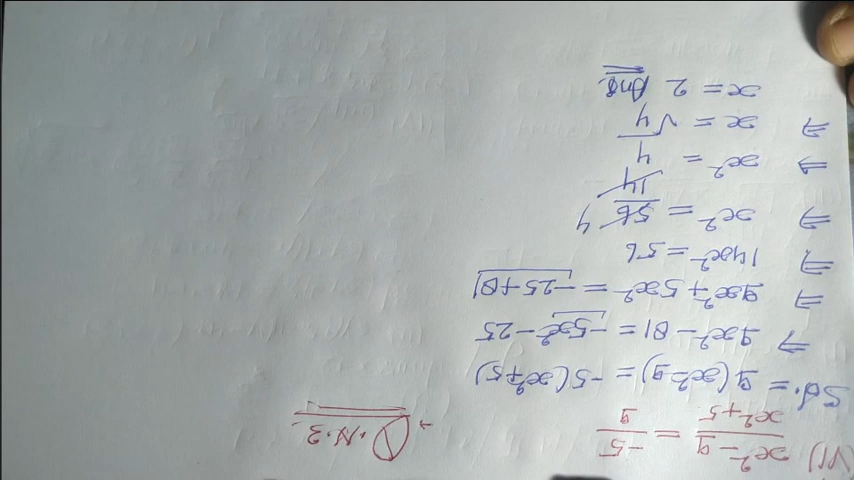 (VI) x²-9/x²+5 = -5/9
→ Q.N.3.
Sol. = 9(x²-9) = -5(x²+5)
⇒ 9x²-81 = -5x²-25
⇒ 9x²+5x² = -25+81
⇒ 14x² = 56
⇒ x² = 56/14 4
⇒ x² = 4
⇒ x = √4
x = 2 Ans.